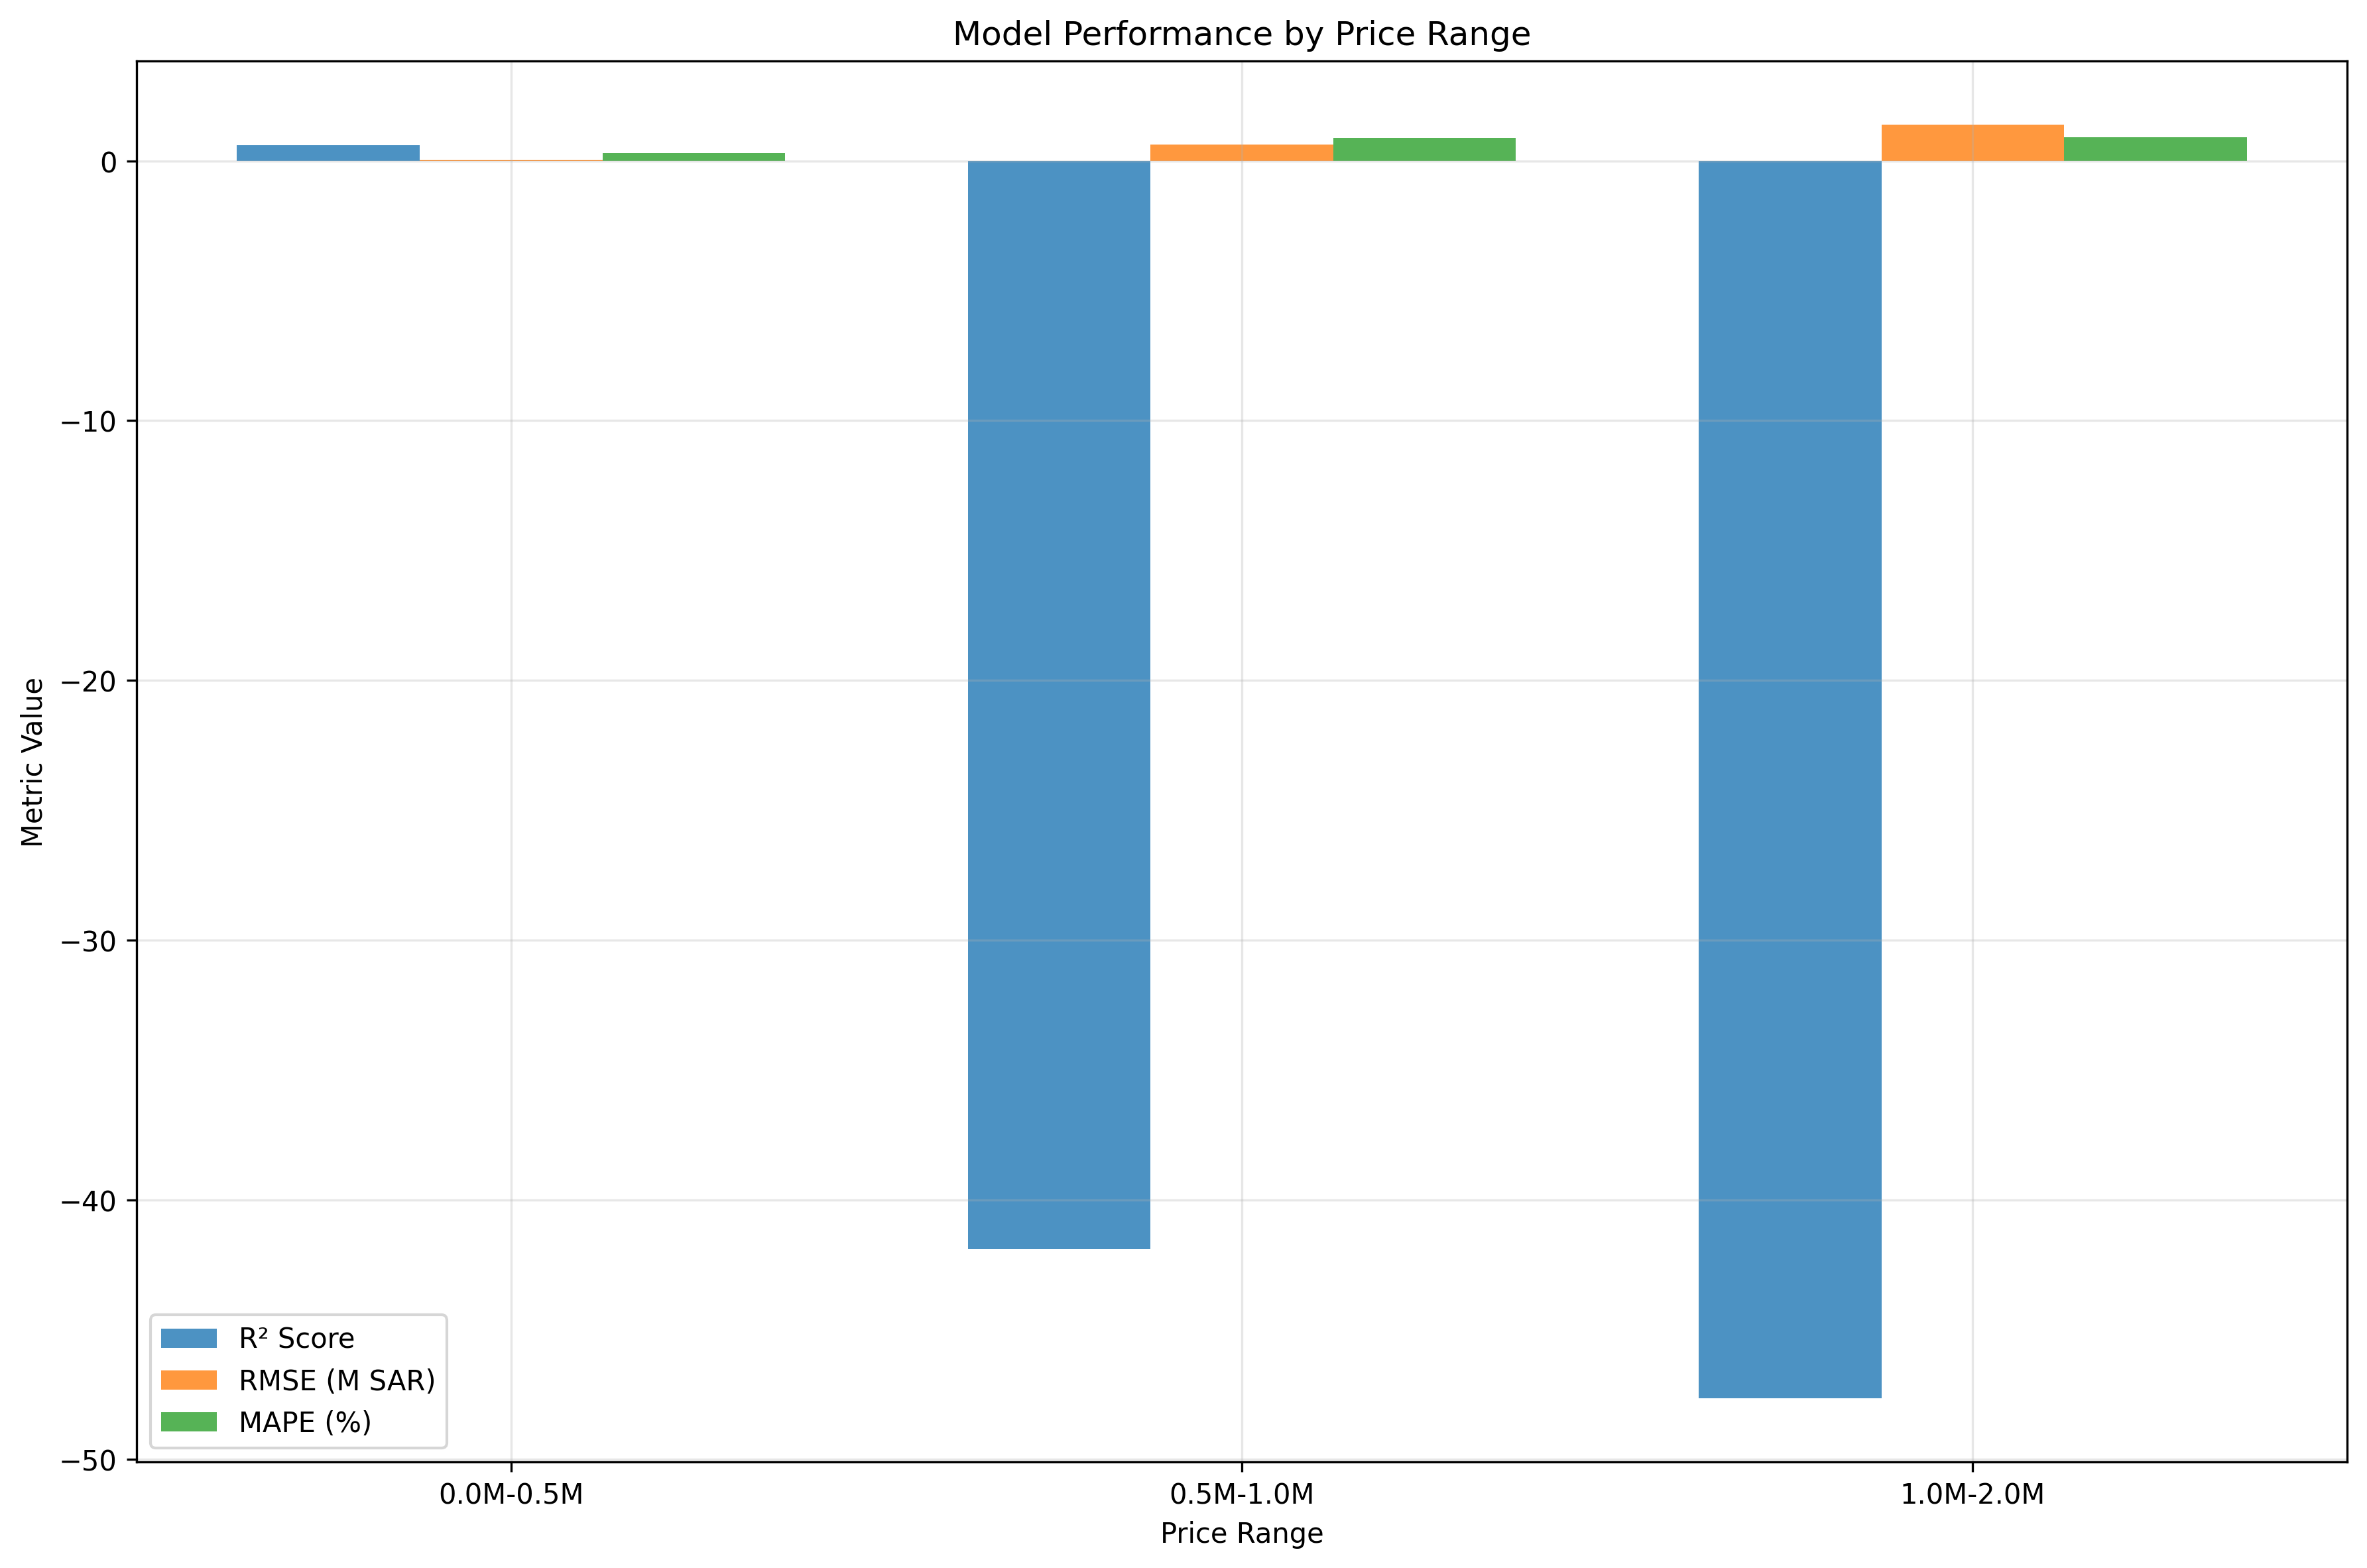 Model Performance by Price Range
Metric Value
0
−10
−20
−30
−40
−50
R² Score
RMSE (M SAR)
MAPE (%)
0.0M-0.5M
0.5M-1.0M
1.0M-2.0M
Price Range